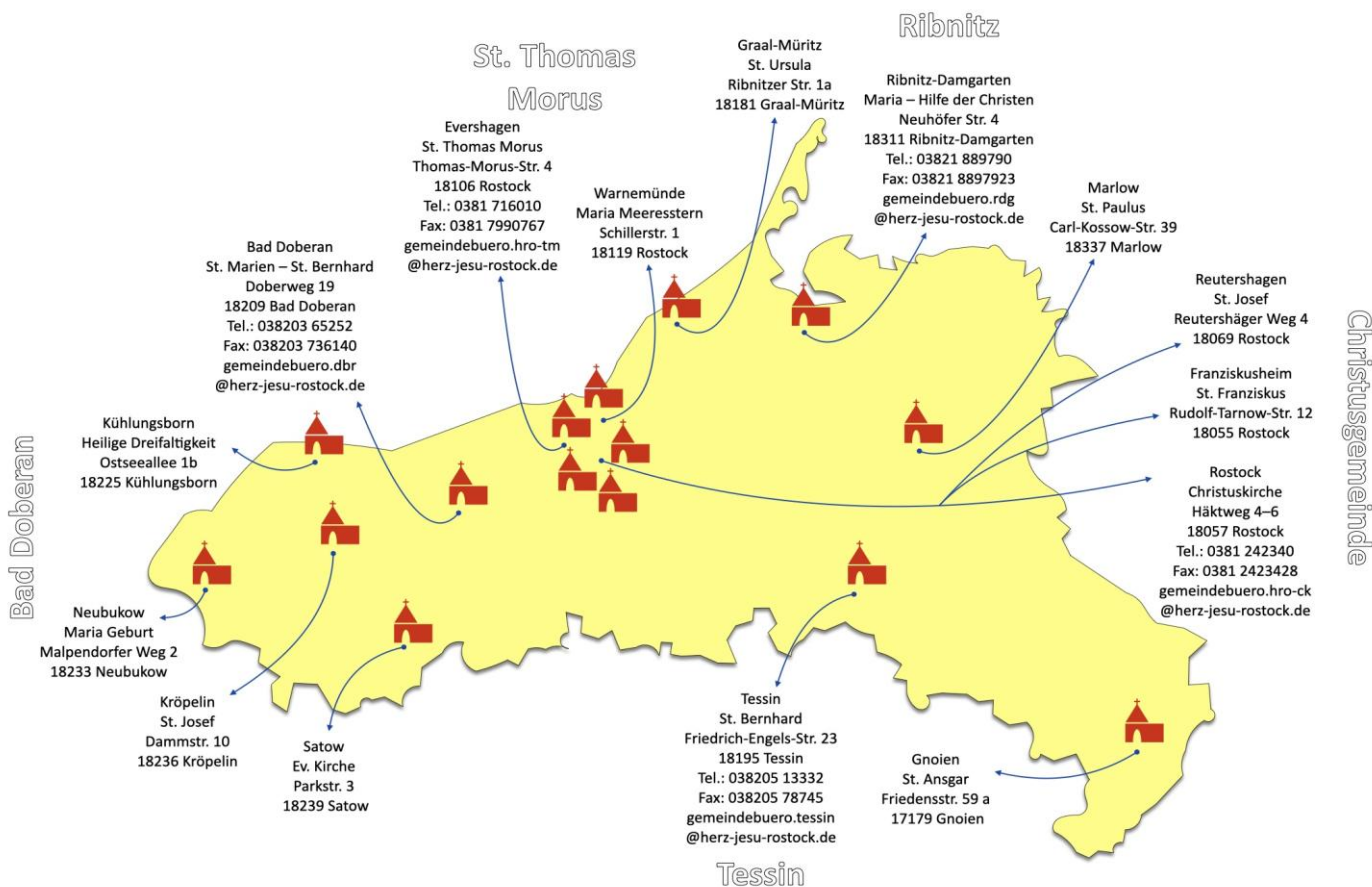 Ribnitz
St. Thomas
Morus
Graal-Müritz
St. Ursula
Ribnitzer Str. 1a
18181 Graal-Müritz
Ribnitz-Damgarten
Maria – Hilfe der Christen
Neuhöfer Str. 4
18311 Ribnitz-Damgarten
Tel.: 03821 889790
Fax: 03821 8897923
gemeindebuero.rdg
@herz-jesu-rostock.de
Evershagen
St. Thomas Morus
Thomas-Morus-Str. 4
18106 Rostock
Tel.: 0381 716010
Fax: 0381 7990767
gemeindebuero.hro-tm
@herz-jesu-rostock.de
Warnemünde
Maria Meeresstern
Schillerstr. 1
18119 Rostock
Marlow
St. Paulus
Carl-Kossow-Str. 39
18337 Marlow
Bad Doberan
St. Marien – St. Bernhard
Doberweg 19
18209 Bad Doberan
Tel.: 038203 65252
Fax: 038203 736140
gemeindebuero.dbr
@herz-jesu-rostock.de
Reutershagen
St. Josef
Reutershäger Weg 4
18069 Rostock
Franziskusheim
St. Franziskus
Rudolf-Tarnow-Str. 12
18055 Rostock
Christusgemeinde
Kühlungsborn
Heilige Dreifaltigkeit
Ostseeallee 1b
18225 Kühlungsborn
Bad Doberan
Rostock
Christuskirche
Häktweg 4–6
18057 Rostock
Tel.: 0381 242340
Fax: 0381 2423428
gemeindebuero.hro-ck
@herz-jesu-rostock.de
Neubukow
Maria Geburt
Malpendorfer Weg 2
18233 Neubukow
Kröpelin
St. Josef
Dammstr. 10
18236 Kröpelin
Satow
Ev. Kirche
Parkstr. 3
18239 Satow
Tessin
St. Bernhard
Friedrich-Engels-Str. 23
18195 Tessin
Tel.: 038205 13332
Fax: 038205 78745
gemeindebuero.tessin
@herz-jesu-rostock.de
Gnoien
St. Ansgar
Friedensstr. 59 a
17179 Gnoien
Tessin